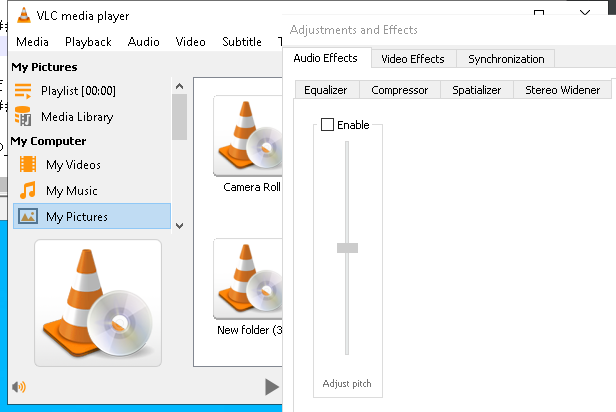 VLC media player
Media Playback Audio Video Subtitle
My Pictures
Playlist [00:00]
Media Library
My Computer
My Videos
My Music
My Pictures
Camera Roll
New folder (3
Adjustments and Effects
Audio Effects Video Effects Synchronization
Equalizer Compressor Spatializer Stereo Widener
Enable
Adjust pitch